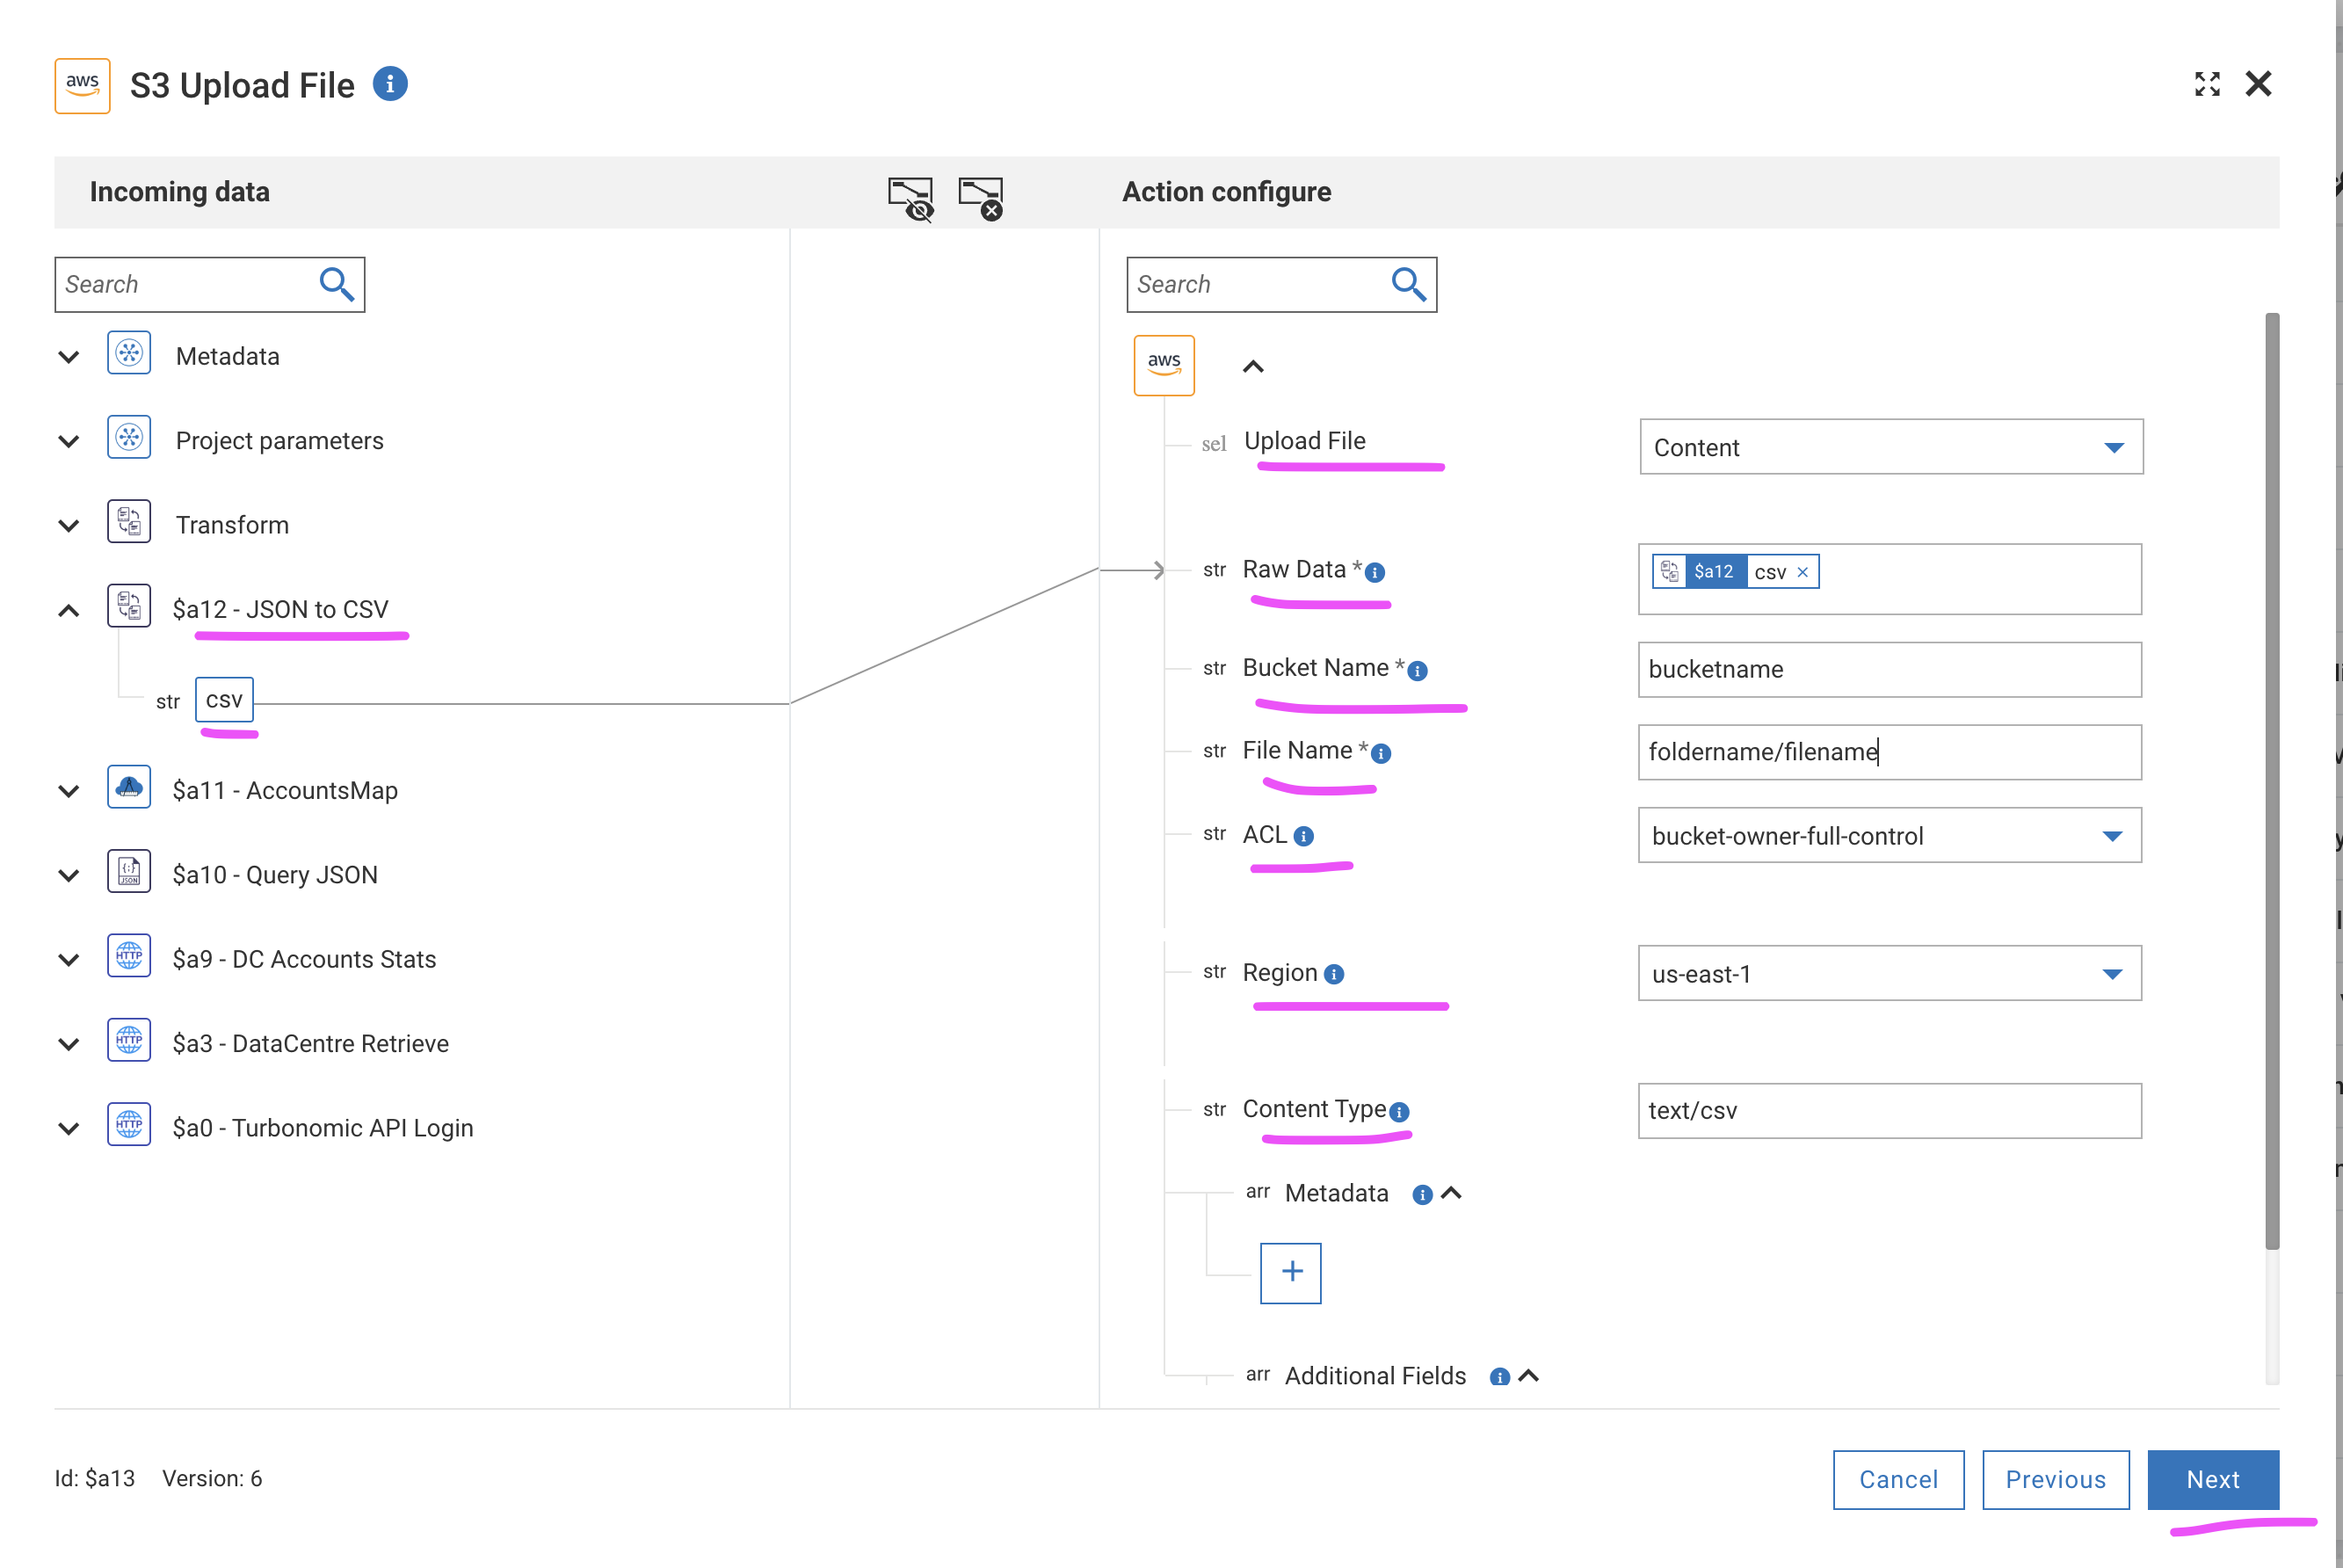 aws S3 Upload File
Incoming data
Action configure
Search
Metadata
Project parameters
Transform
$a12 - JSON to CSV
str csv
$a11 - AccountsMap
$a10 - Query JSON
$a9 - DC Accounts Stats
$a3 - DataCentre Retrieve
$a0 - Turbonomic API Login
Search
aws
sel Upload File Content
str Raw Data * $a12 csv ×
str Bucket Name * bucketname
str File Name * foldername/filename
str ACL bucket-owner-full-control
str Region us-east-1
str Content Type text/csv
arr Metadata
+
arr Additional Fields
Id: $a13 Version: 6
Cancel Previous Next